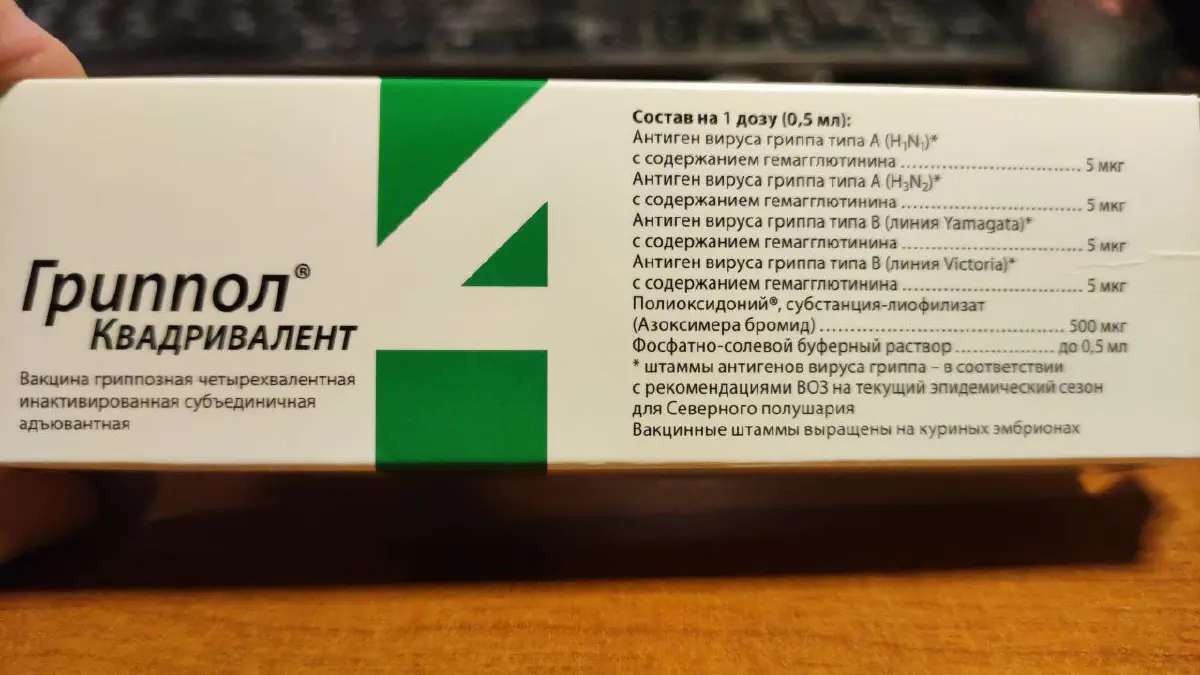 Гриппол®
Квадривалент
Вакцина гриппозная четырехвалентная
инактивированная субъединичная
адъювантная
4
Состав на 1 дозу (0,5 мл):
Антиген вируса гриппа типа A (H₁N₁)*
с содержанием гемагглютинина ........................... 5 мкг
Антиген вируса гриппа типа A (H₃N₂)*
с содержанием гемагглютинина ........................... 5 мкг
Антиген вируса гриппа типа B (линия Yamagata)*
с содержанием гемагглютинина ........................... 5 мкг
Антиген вируса гриппа типа B (линия Victoria)*
с содержанием гемагглютинина ........................... 5 мкг
Полиоксидоний®, субстанция-лиофилизат
(Азоксимера бромид) ..................................... 500 мкг
Фосфатно-солевой буферный раствор ............... до 0,5 мл
* штаммы антигенов вируса гриппа – в соответствии
с рекомендациями ВОЗ на текущий эпидемический сезон
для Северного полушария
Вакцинные штаммы выращены на куриных эмбрионах